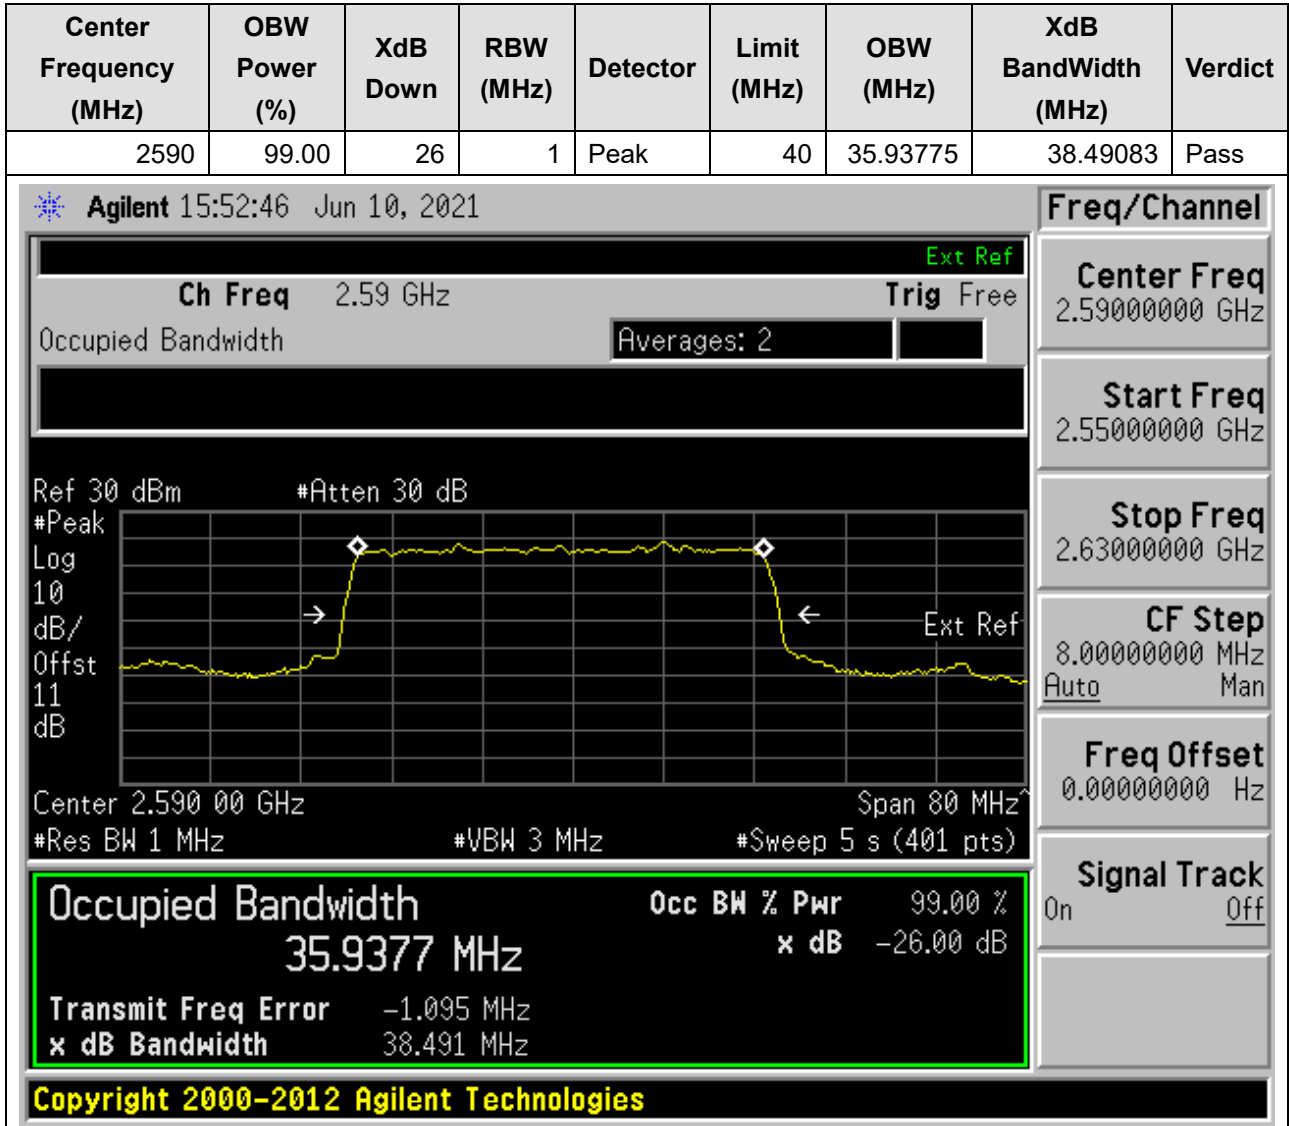 Center Frequency (MHz) OBW Power (%) XdB Down RBW (MHz) Detector Limit (MHz) OBW (MHz) XdB BandWidth (MHz) Verdict
2590 99.00 26 1 Peak 40 35.93775 38.49083 Pass
Agilent 15:52:46 Jun 10, 2021
Ext Ref
Ch Freq 2.59 GHz Trig Free
Occupied Bandwidth Averages: 2
Ref 30 dBm #Atten 30 dB
#Peak
Log
10
dB/
Offst
11
dB
Ext Ref
Center 2.590 00 GHz Span 80 MHz^
#Res BW 1 MHz #VBW 3 MHz #Sweep 5 s (401 pts)
Occupied Bandwidth Occ BW % Pwr 99.00 %
35.9377 MHz x dB -26.00 dB
Transmit Freq Error -1.095 MHz
x dB Bandwidth 38.491 MHz
Copyright 2000-2012 Agilent Technologies
Freq/Channel
Center Freq
2.59000000 GHz
Start Freq
2.55000000 GHz
Stop Freq
2.63000000 GHz
CF Step
8.00000000 MHz
Auto Man
Freq Offset
0.00000000 Hz
Signal Track
On Off